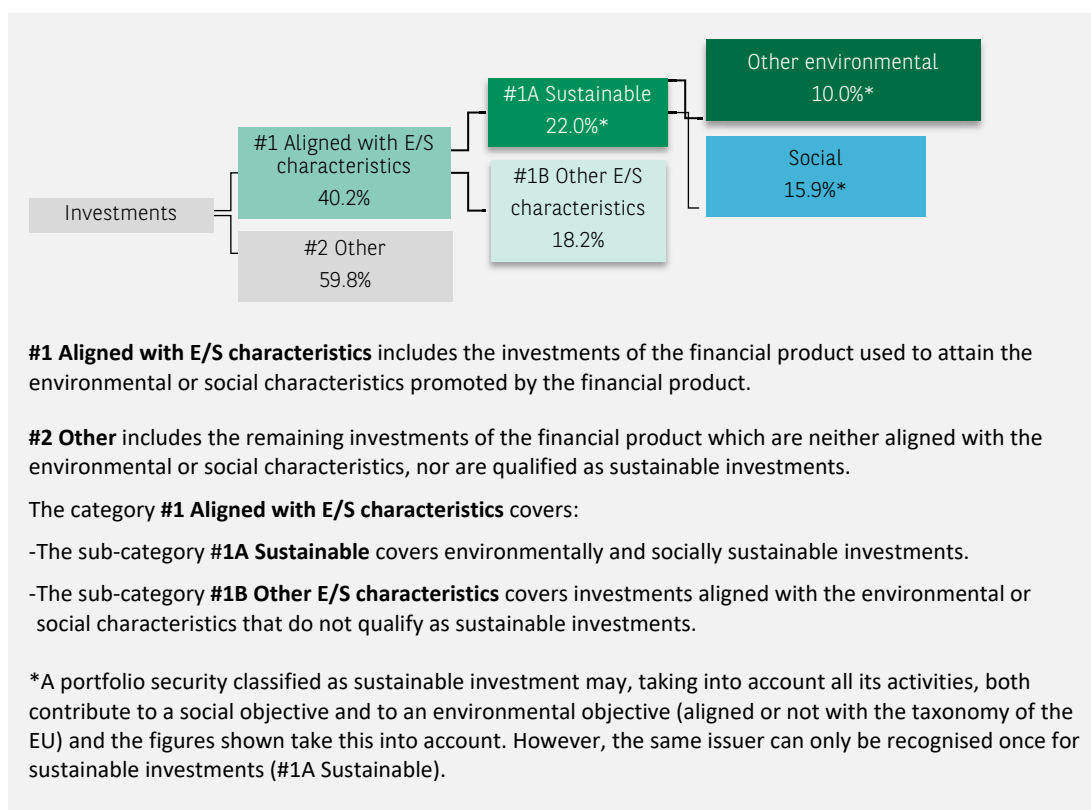 Investments
#1 Aligned with E/S
characteristics
40.2%
#2 Other
59.8%
#1A Sustainable
22.0%*
#1B Other E/S
characteristics
18.2%
Other environmental
10.0%*
Social
15.9%*
#1 Aligned with E/S characteristics includes the investments of the financial product used to attain the
environmental or social characteristics promoted by the financial product.
#2 Other includes the remaining investments of the financial product which are neither aligned with the
environmental or social characteristics, nor are qualified as sustainable investments.
The category #1 Aligned with E/S characteristics covers:
-The sub-category #1A Sustainable covers environmentally and socially sustainable investments.
-The sub-category #1B Other E/S characteristics covers investments aligned with the environmental or
social characteristics that do not qualify as sustainable investments.
*A portfolio security classified as sustainable investment may, taking into account all its activities, both
contribute to a social objective and to an environmental objective (aligned or not with the taxonomy of the
EU) and the figures shown take this into account. However, the same issuer can only be recognised once for
sustainable investments (#1A Sustainable).